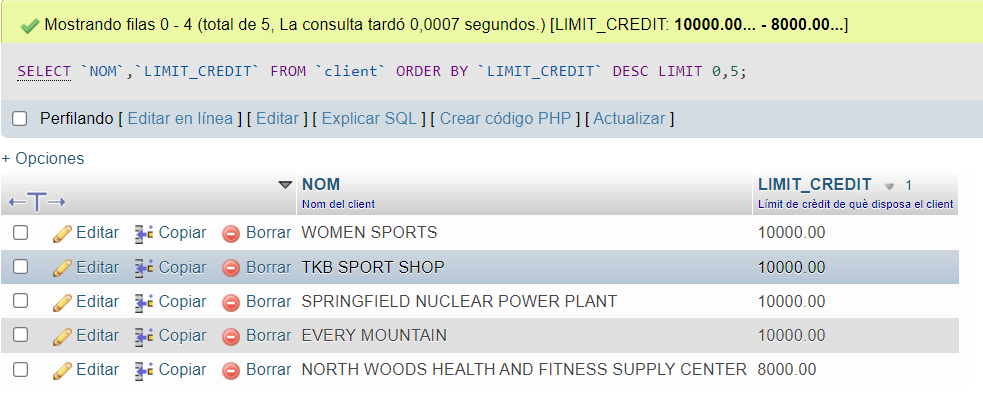 Mostrando filas 0 - 4 (total de 5, La consulta tardó 0,0007 segundos.) [LIMIT_CREDIT: 10000.00... - 8000.00...]
SELECT `NOM`,`LIMIT_CREDIT` FROM `client` ORDER BY `LIMIT_CREDIT` DESC LIMIT 0,5;
Perfilando [ Editar en línea ] [ Editar ] [ Explicar SQL ] [ Crear código PHP ] [ Actualizar ]
+ Opciones
NOM LIMIT_CREDIT 1
Nom del client Límit de crèdit de què disposa el client
Editar Copiar Borrar WOMEN SPORTS 10000.00
Editar Copiar Borrar TKB SPORT SHOP 10000.00
Editar Copiar Borrar SPRINGFIELD NUCLEAR POWER PLANT 10000.00
Editar Copiar Borrar EVERY MOUNTAIN 10000.00
Editar Copiar Borrar NORTH WOODS HEALTH AND FITNESS SUPPLY CENTER 8000.00